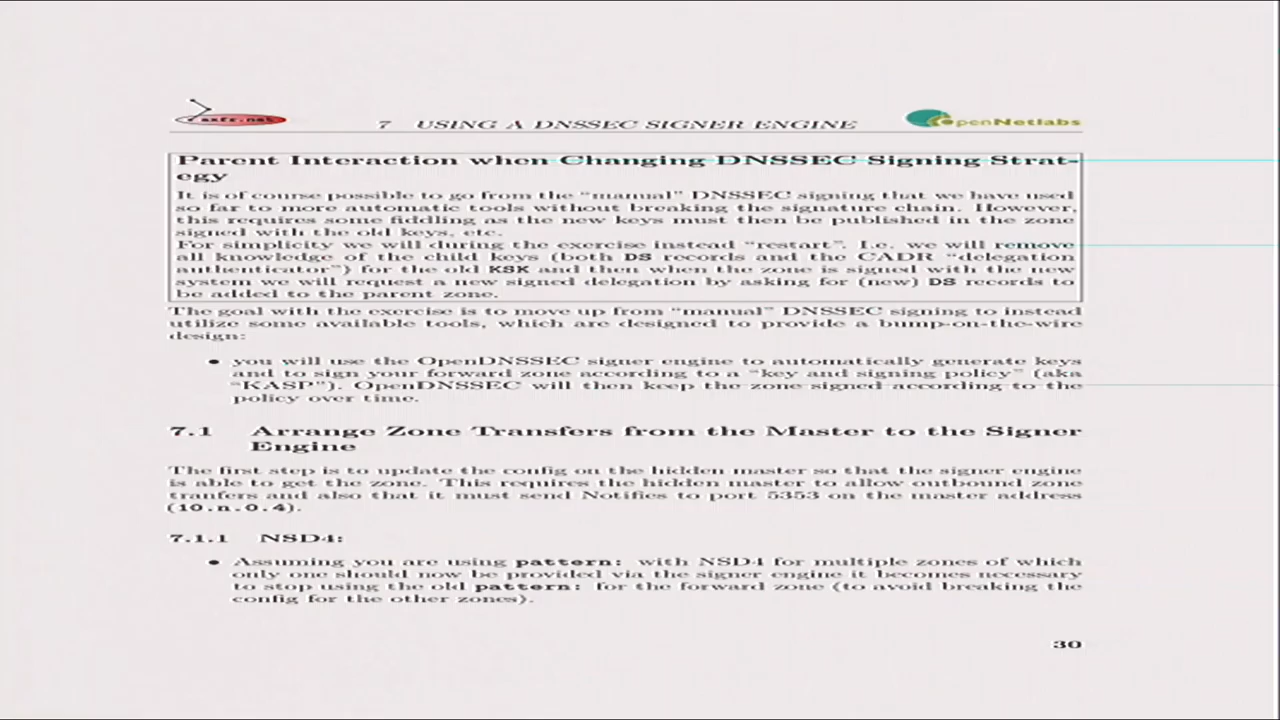 axfr.net
7 USING A DNSSEC SIGNER ENGINE
OpenNetlabs
Parent Interaction when Changing DNSSEC Signing Strat-
egy
It is of course possible to go from the "manual" DNSSEC signing that we have used
so far to more automatic tools without breaking the signature chain. However,
this requires some fiddling as the new keys must then be published in the zone
signed with the old keys, etc.
For simplicity we will during the exercise instead "restart". I.e. we will remove
all knowledge of the child keys (both DS records and the CADR "delegation
authenticator") for the old KSK and then when the zone is signed with the new
system we will request a new signed delegation by asking for (new) DS records to
be added to the parent zone.
The goal with the exercise is to move up from "manual" DNSSEC signing to instead
utilize some available tools, which are designed to provide a bump-on-the-wire
design:
• you will use the OpenDNSSEC signer engine to automatically generate keys
and to sign your forward zone according to a "key and signing policy" (aka
"KASP"). OpenDNSSEC will then keep the zone signed according to the
policy over time.
7.1 Arrange Zone Transfers from the Master to the Signer
Engine
The first step is to update the config on the hidden master so that the signer engine
is able to get the zone. This requires the hidden master to allow outbound zone
tranfers and also that it must send Notifies to port 5353 on the master address
(10.n.0.4).
7.1.1 NSD4:
• Assuming you are using pattern: with NSD4 for multiple zones of which
only one should now be provided via the signer engine it becomes necessary
to stop using the old pattern: for the forward zone (to avoid breaking the
config for the other zones).
30